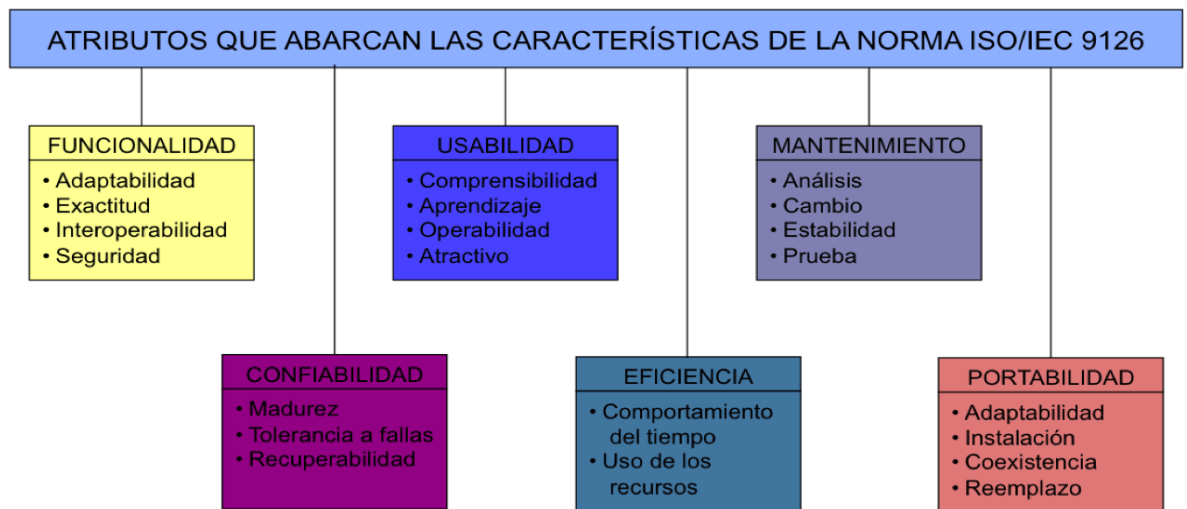 ATRIBUTOS QUE ABARCAN LAS CARACTERÍSTICAS DE LA NORMA ISO/IEC 9126
FUNCIONALIDAD
• Adaptabilidad
• Exactitud
• Interoperabilidad
• Seguridad
USABILIDAD
• Comprensibilidad
• Aprendizaje
• Operabilidad
• Atractivo
MANTENIMIENTO
• Análisis
• Cambio
• Estabilidad
• Prueba
CONFIABILIDAD
• Madurez
• Tolerancia a fallas
• Recuperabilidad
EFICIENCIA
• Comportamiento
del tiempo
• Uso de los
recursos
PORTABILIDAD
• Adaptabilidad
• Instalación
• Coexistencia
• Reemplazo